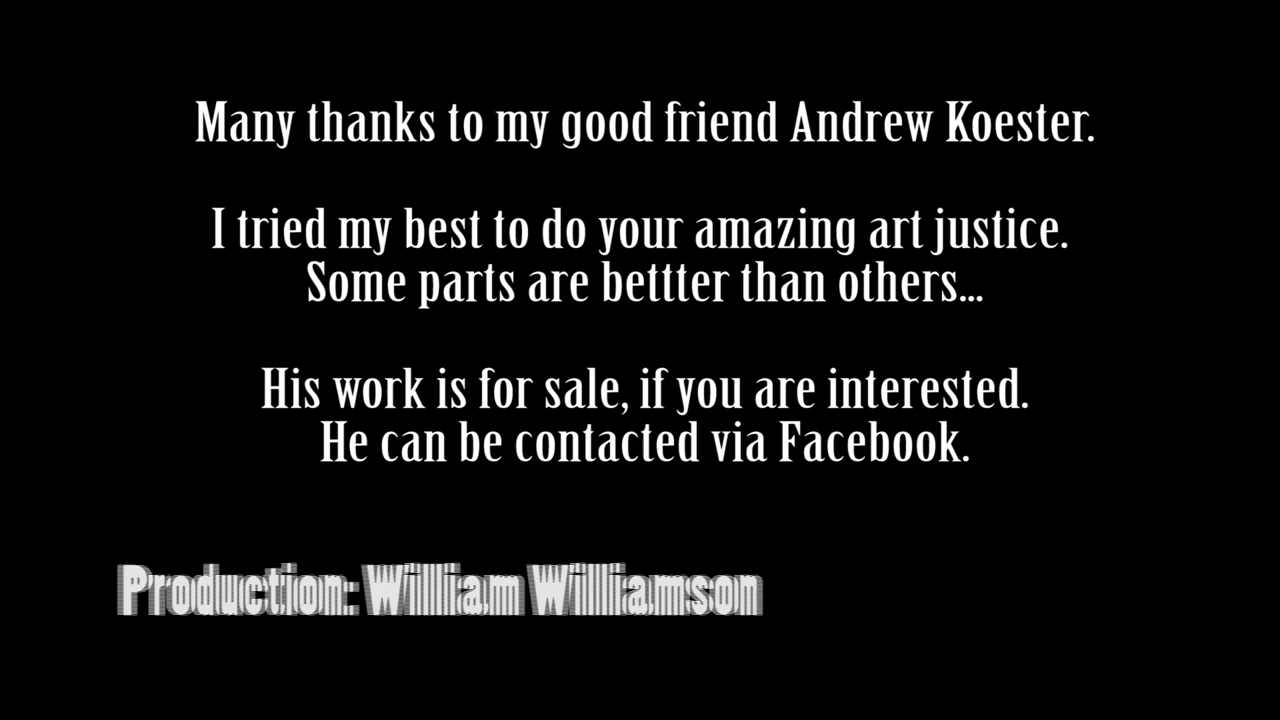 Many thanks to my good friend Andrew Koester.
I tried my best to do your amazing art justice.
Some parts are bettter than others...
His work is for sale, if you are interested.
He can be contacted via Facebook.
Production: William Williamson